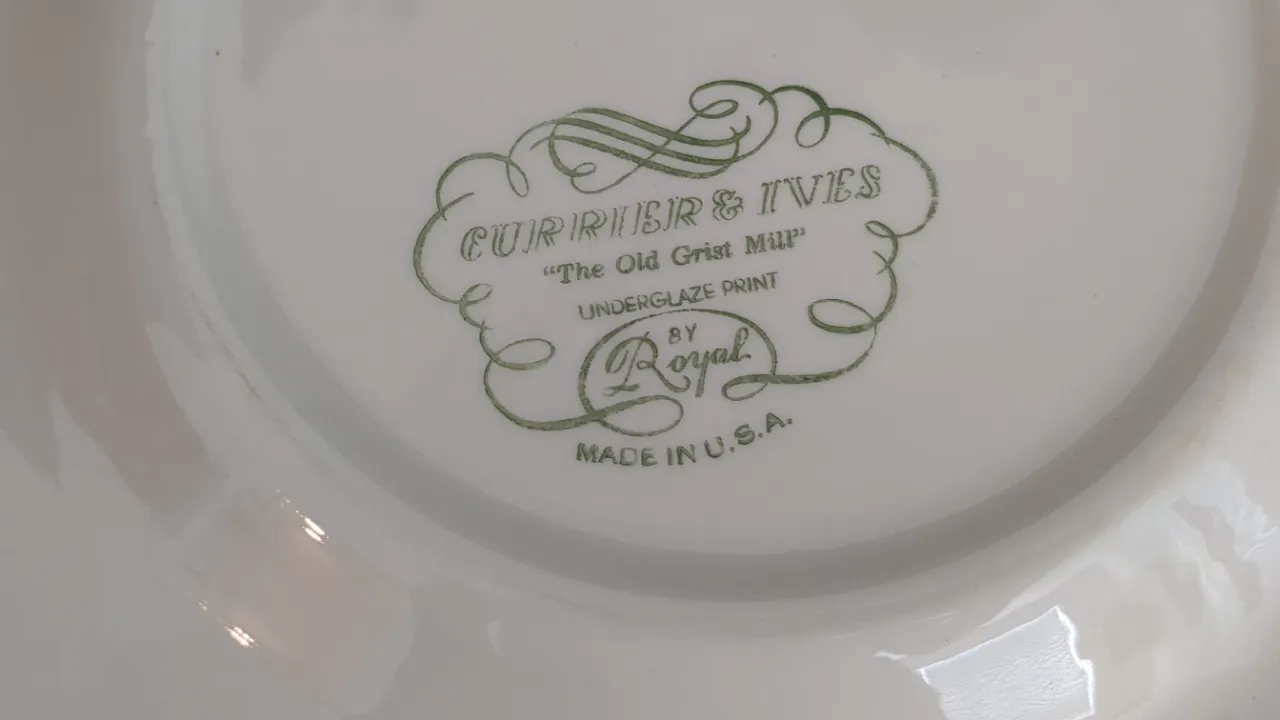 CURRIER & IVES
"The Old Grist Mill"
UNDERGLAZE PRINT
BY
Royal
MADE IN U.S.A.